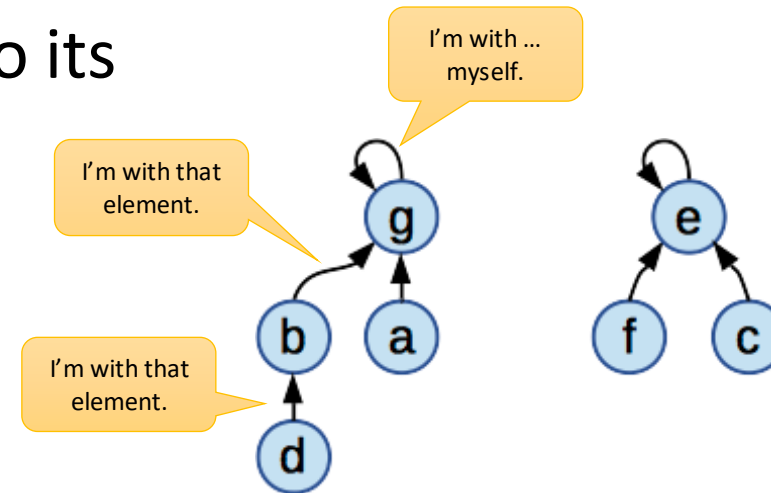 o its
I'm with …
myself.
I'm with that
element.
g
e
b
a
f
c
I'm with that
element.
d